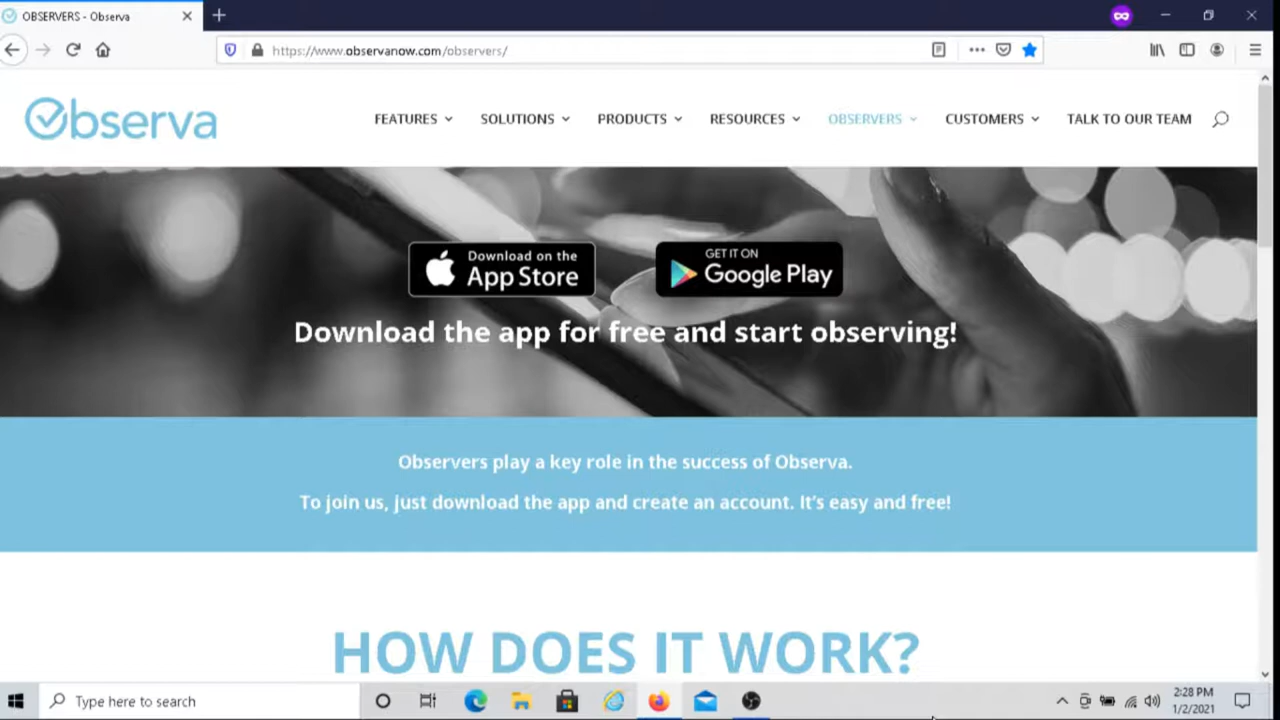 OBSERVERS - Observa
https://www.observanow.com/observers/
Observa
FEATURES SOLUTIONS PRODUCTS RESOURCES OBSERVERS CUSTOMERS TALK TO OUR TEAM
Download on the
App Store
GET IT ON
Google Play
Download the app for free and start observing!
Observers play a key role in the success of Observa.
To join us, just download the app and create an account. It's easy and free!
HOW DOES IT WORK?
Type here to search
2:28 PM
1/2/2021